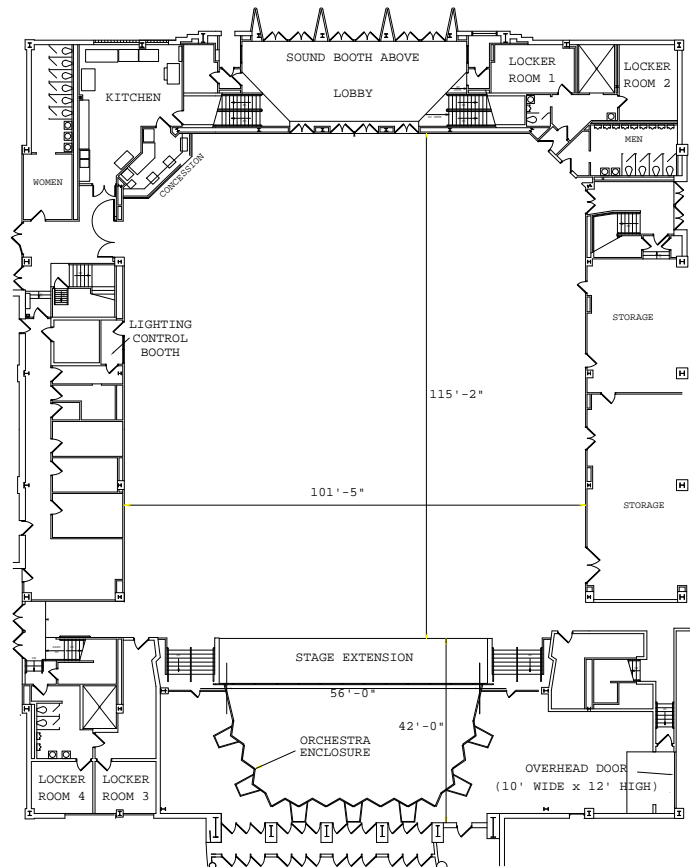 SOUND BOOTH ABOVE
LOBBY
LOCKER
ROOM 1
LOCKER
ROOM 2
KITCHEN
MEN
CONCESSION
WOMEN
STORAGE
LIGHTING
CONTROL
BOOTH
115'-2"
101'-5"
STORAGE
STAGE EXTENSION
56'-0"
42'-0"
ORCHESTRA
ENCLOSURE
OVERHEAD DOOR
(10' WIDE x 12' HIGH)
LOCKER
ROOM 4
LOCKER
ROOM 3